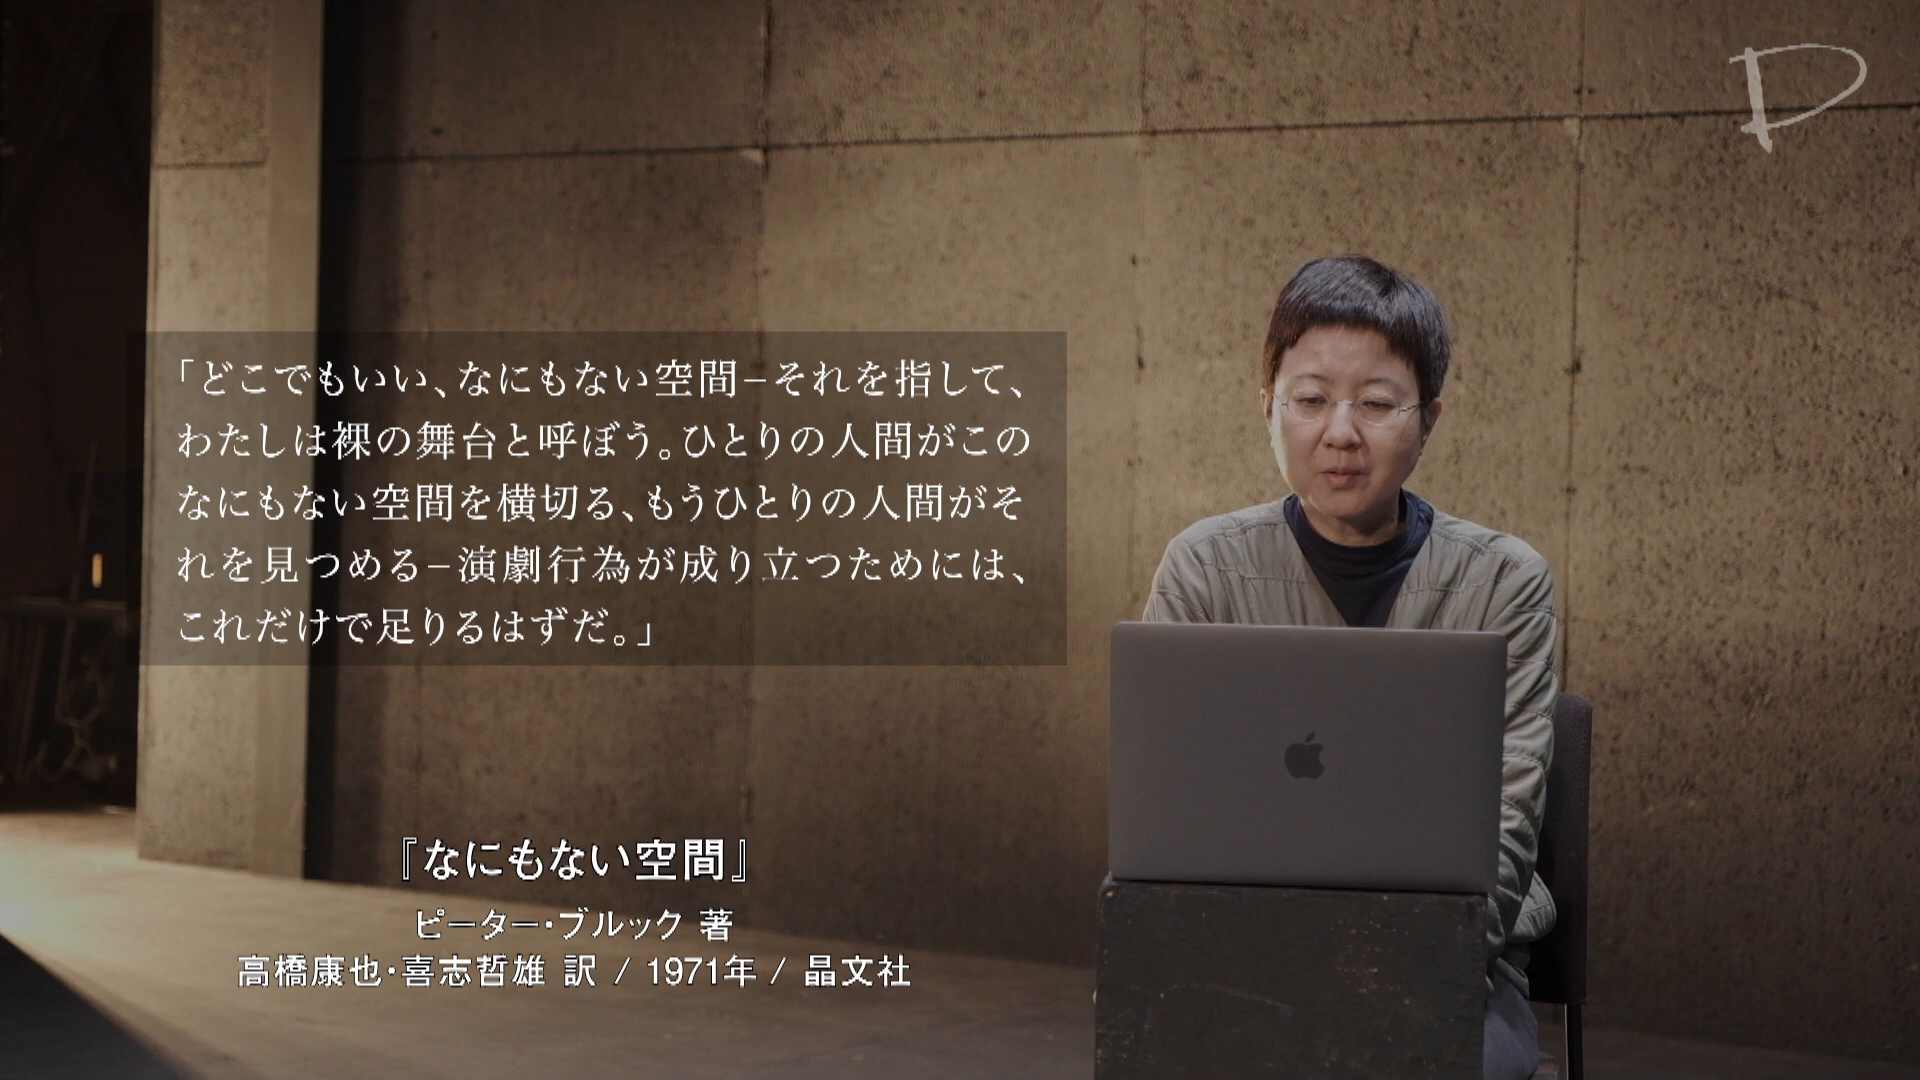 P
「どこでもいい、なにもない空間–それを指して、
わたしは裸の舞台と呼ぼう。ひとりの人間がこの
なにもない空間を横切る、もうひとりの人間がそ
れを見つめる–演劇行為が成り立つためには、
これだけで足りるはずだ。」
『なにもない空間』
ピーター・ブルック 著
高橋康也・喜志哲雄 訳 / 1971年 / 晶文社